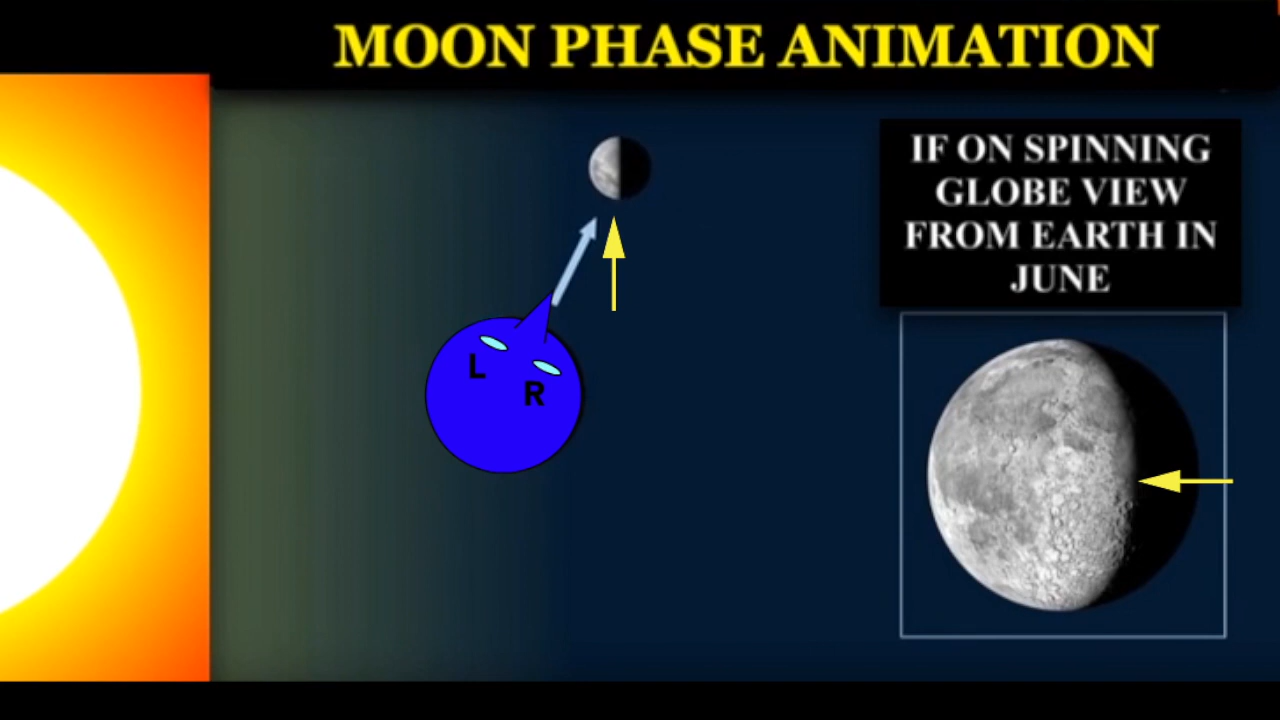 MOON PHASE ANIMATION
IF ON SPINNING
GLOBE VIEW
FROM EARTH IN
JUNE
L
R